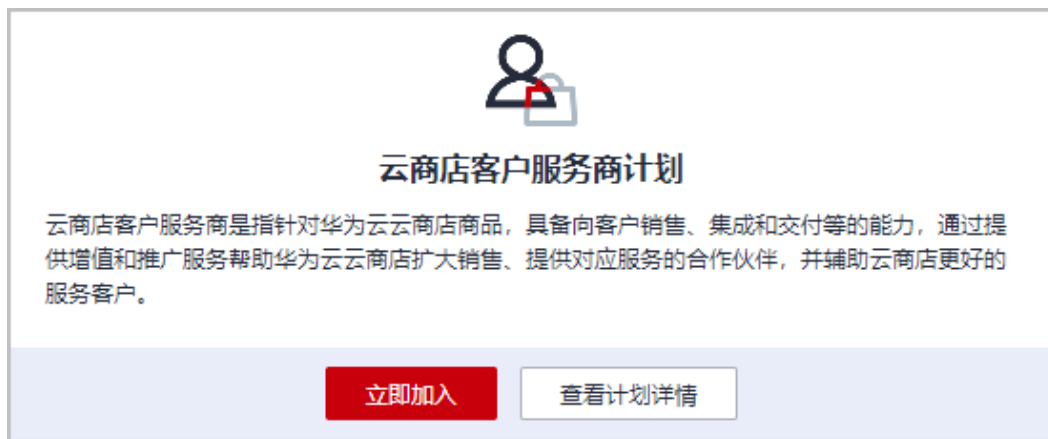 云商店客户服务商计划
云商店客户服务商是指针对华为云云商店商品，具备向客户销售、集成和交付等的能力，通过提
供增值和推广服务帮助华为云云商店扩大销售、提供对应服务的合作伙伴，并辅助云商店更好的
服务客户。
立即加入
查看计划详情